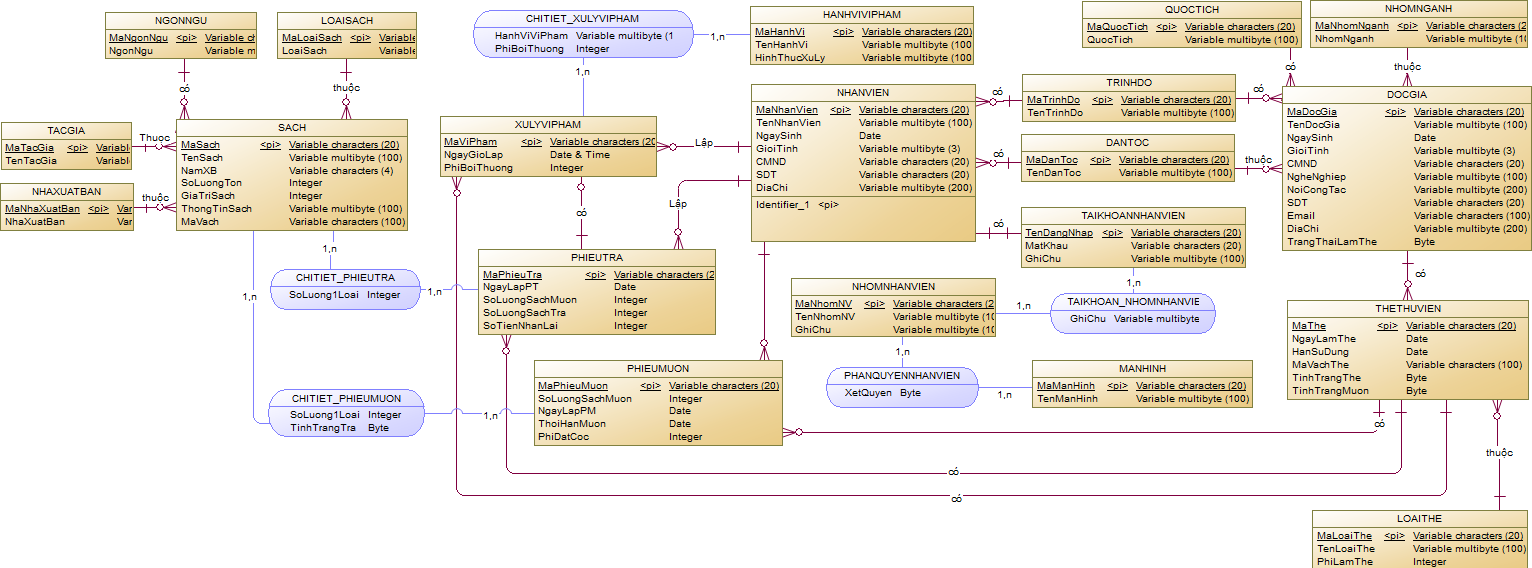 NGONNGU
MaNgonNgu <pi> Variable ch
NgonNgu Variable m
LOAISACH
MaLoaiSach <pi> Variable
LoaiSach Variable
CHITIET_XULYVIPHAM
HanhViViPham Variable multibyte (1
PhiBoiThuong Integer
1,n
1,n
HANHVIVIPHAM
MaHanhVi <pi> Variable characters (20)
TenHanhVi Variable multibyte (100
HinhThucXuLy Variable multibyte (100
QUOCTICH
MaQuocTich <pi> Variable characters (20)
QuocTich Variable multibyte (100)
NHOMNGANH
MaNhomNganh <pi> Variable characters (2
NhomNganh Variable multibyte (10
có
thuộc
có
thuộc
TACGIA
MaTacGia <pi> Variabl
TenTacGia Variabl
Thuoc
NHAXUATBAN
MaNhaXuatBan <pi> Var
NhaXuatBan Var
thuộc
SACH
MaSach <pi> Variable characters (20)
TenSach Variable multibyte (100)
NamXB Variable characters (4)
SoLuongTon Integer
GiaTriSach Integer
ThongTinSach Variable multibyte (100)
MaVach Variable characters (100)
XULYVIPHAM
MaViPham <pi> Variable characters (20
NgayGioLap Date & Time
PhiBoiThuong Integer
Lập
Lập
có
NHANVIEN
MaNhanVien <pi> Variable characters (20)
TenNhanVien Variable multibyte (100)
NgaySinh Date
GioiTinh Variable multibyte (3)
CMND Variable characters (20)
SDT Variable characters (20)
DiaChi Variable multibyte (200)
Identifier_1 <pi>
có
TRINHDO
MaTrinhDo <pi> Variable characters (20)
TenTrinhDo Variable multibyte (100)
có
có
DANTOC
MaDanToc <pi> Variable characters (20)
TenDanToc Variable multibyte (100)
thuộc
DOCGIA
MaDocGia Variable characters (20)
TenDocGia Variable multibyte (100)
NgaySinh Date
GioiTinh Variable multibyte (3)
CMND Variable characters (20)
NgheNghiep Variable multibyte (100)
NoiCongTac Variable multibyte (200)
SDT Variable characters (20)
Email Variable characters (100)
DiaChi Variable multibyte (200)
TrangThaiLamThe Byte
có
TAIKHOANNHANVIEN
TenDangNhap <pi> Variable characters (20)
MatKhau Variable characters (20)
GhiChu Variable multibyte (100)
1,n
có
1,n
CHITIET_PHIEUTRA
SoLuong1Loai Integer
1,n
1,n
PHIEUTRA
MaPhieuTra <pi> Variable characters (2
NgayLapPT Date
SoLuongSachMuon Integer
SoLuongSachTra Integer
SoTienNhanLai Integer
NHOMNHANVIEN
MaNhomNV <pi> Variable characters (2
TenNhomNV Variable multibyte (10
GhiChu Variable multibyte (10
1,n
TAIKHOAN_NHOMNHANVIE
GhiChu Variable multibyte
THETHUVIEN
MaThe <pi> Variable characters (20)
NgayLamThe Date
HanSuDung Date
MaVachThe Variable characters (100)
TinhTrangThe Byte
TinhTrangMuon Byte
1,n
PHANQUYENNHANVIEN
XetQuyen Byte
1,n
MANHINH
MaManHinh <pi> Variable characters (20)
TenManHinh Variable multibyte (100)
CHITIET_PHIEUMUON
SoLuong1Loai Integer
TinhTrangTra Byte
1,n
PHIEUMUON
MaPhieuMuon <pi> Variable characters (20)
SoLuongSachMuon Integer
NgayLapPM Date
ThoiHanMuon Date
PhiDatCoc Integer
có
thuộc
có
có
LOAITHE
MaLoaiThe <pi> Variable characters (20)
TenLoaiThe Variable multibyte (100)
PhiLamThe Integer